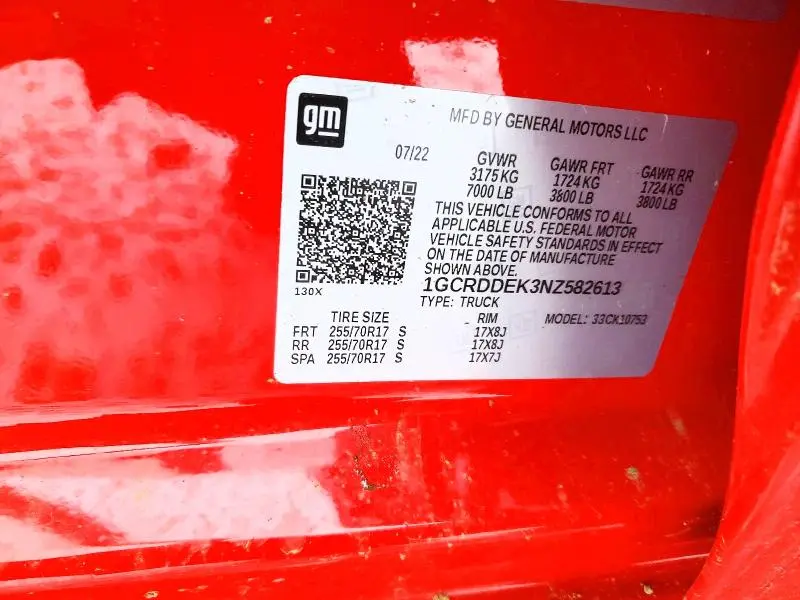 gm
MFD BY GENERAL MOTORS LLC
07/22
GVWR GAWR FRT GAWR RR
3175 KG 1724 KG 1724 KG
7000 LB 3800 LB 3800 LB
THIS VEHICLE CONFORMS TO ALL
APPLICABLE U.S. FEDERAL MOTOR
VEHICLE SAFETY STANDARDS IN EFFECT
ON THE DATE OF MANUFACTURE
SHOWN ABOVE.
1GCRDDEK3NZ582613
130X
TYPE: TRUCK
TIRE SIZE RIM MODEL: 33CK10753
FRT 255/70R17 S 17X8J
RR 255/70R17 S 17X8J
SPA 255/70R17 S 17X7J